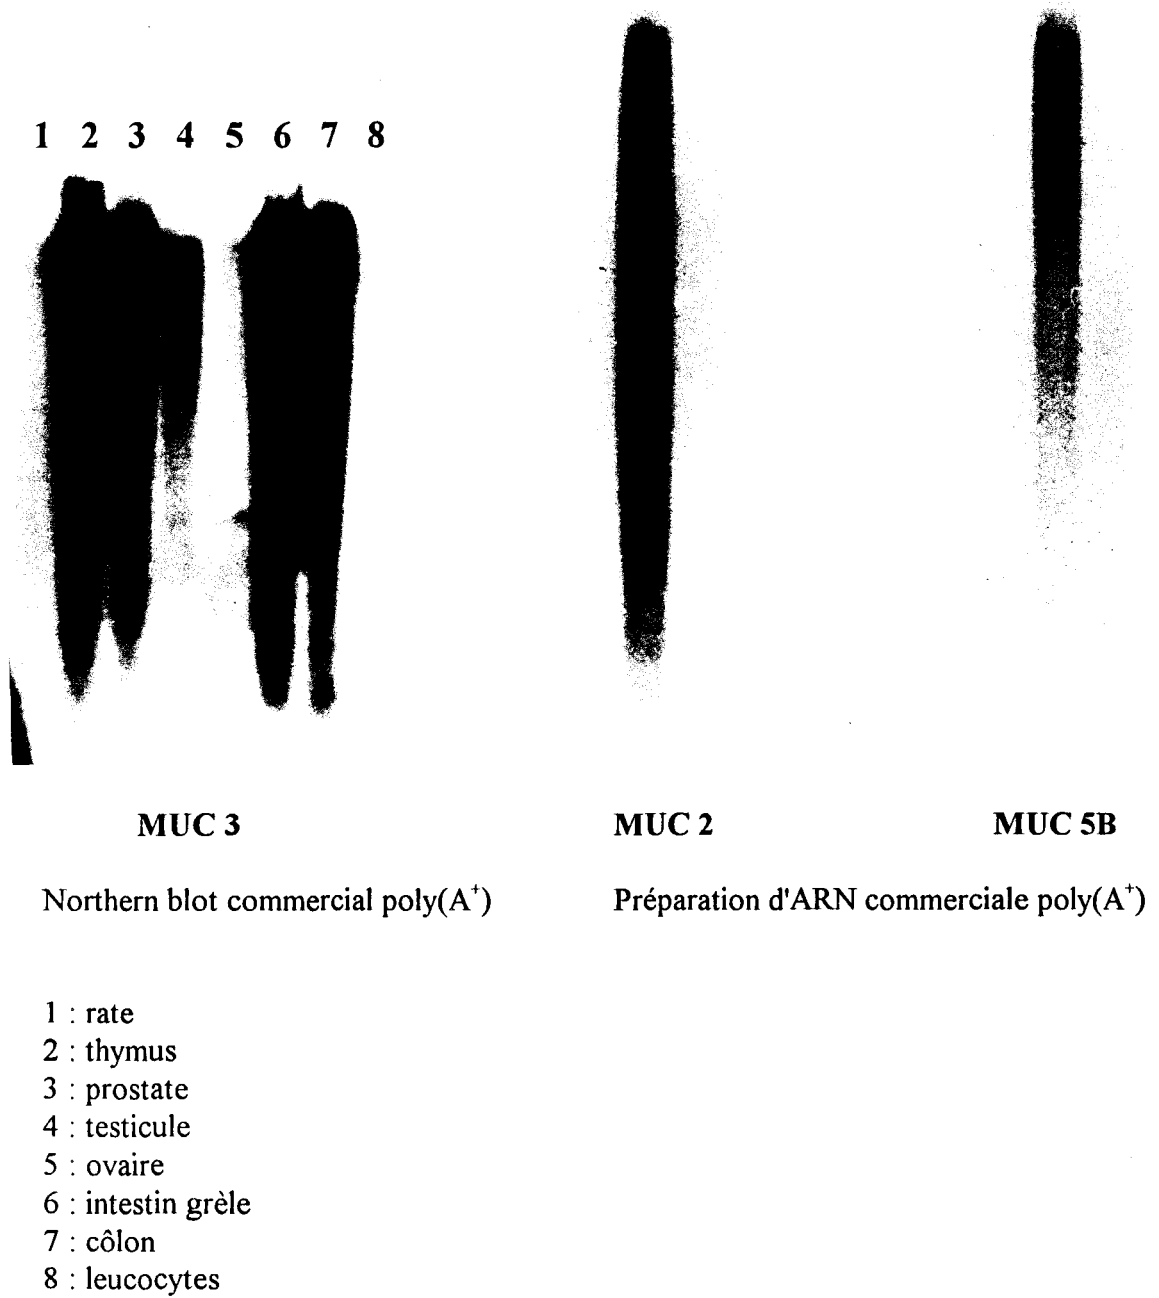 1 2 3 4 5 6 7 8
MUC 3 MUC 2 MUC 5B
Northern blot commercial poly(A⁺) Préparation d'ARN commerciale poly(A⁺)
1 : rate
2 : thymus
3 : prostate
4 : testicule
5 : ovaire
6 : intestin grèle
7 : côlon
8 : leucocytes